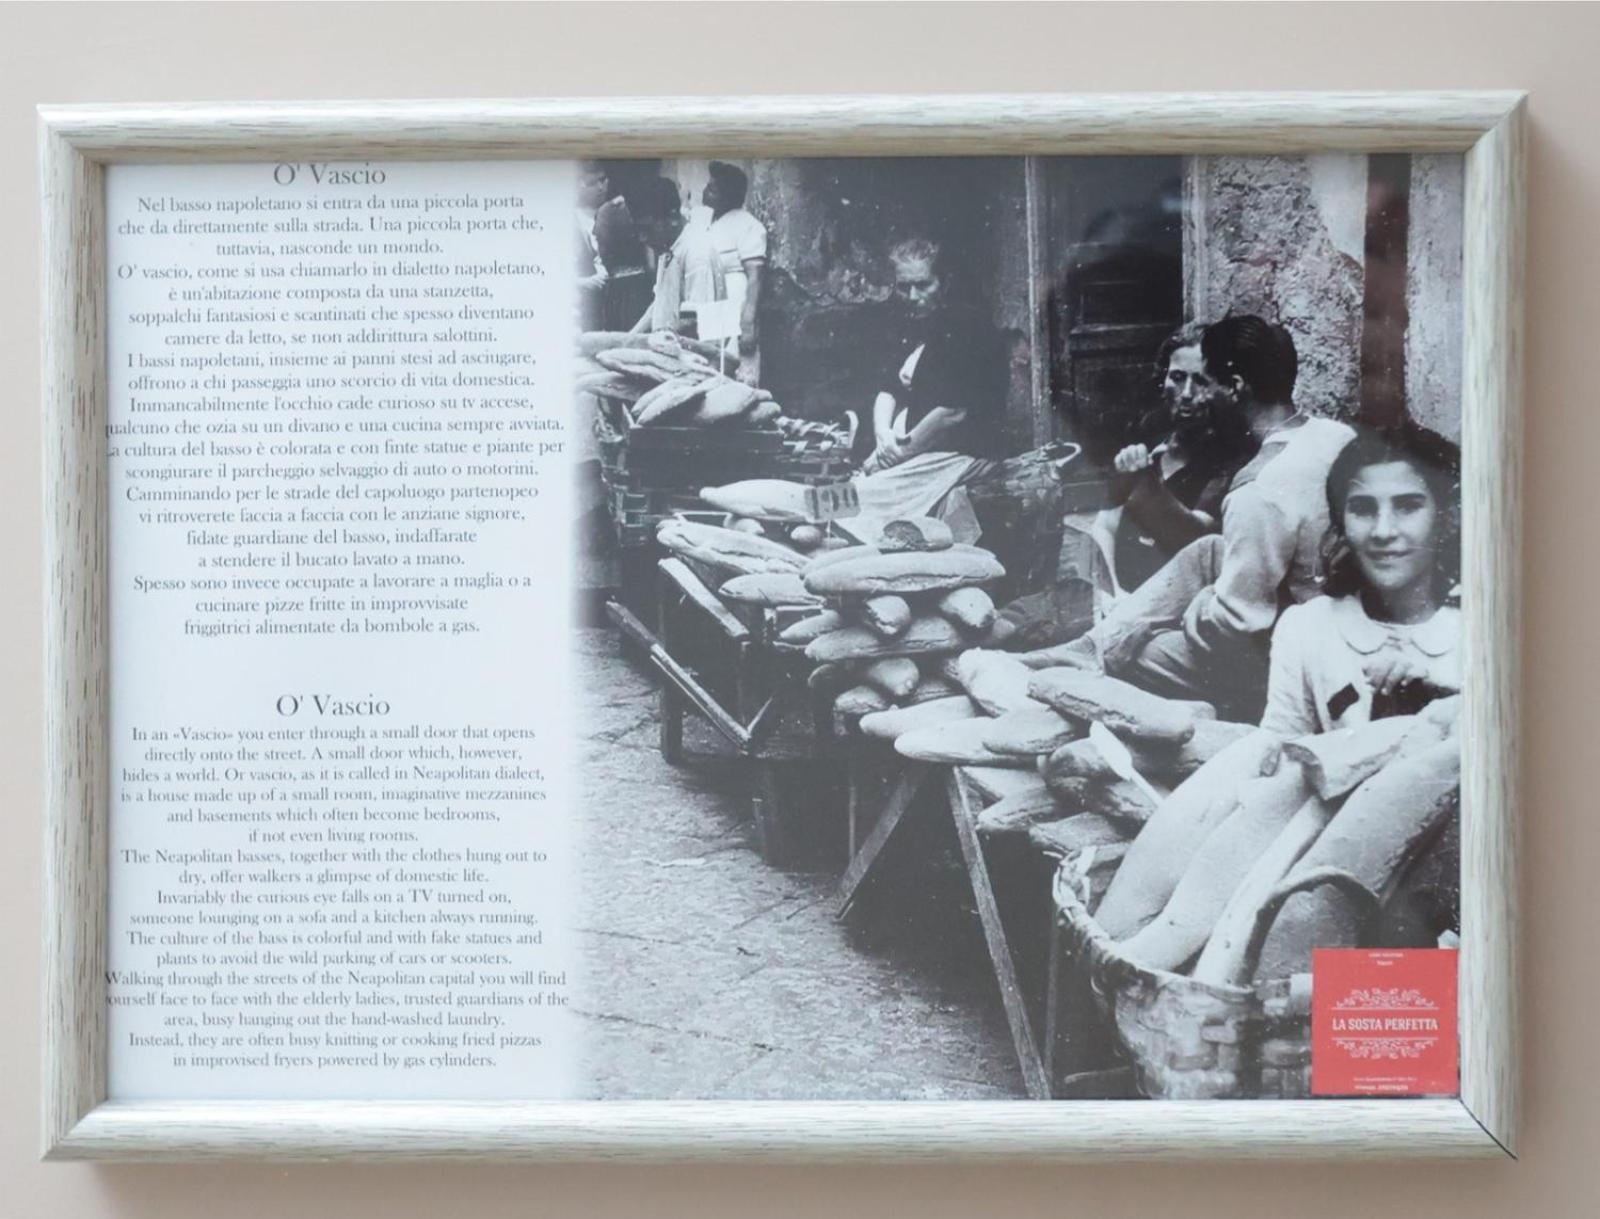 O' Vascio
Nel basso napoletano si entra da una piccola porta
che da direttamente sulla strada. Una piccola porta che,
tuttavia, nasconde un mondo.
O' vascio, come si usa chiamarlo in dialetto napoletano,
è un'abitazione composta da una stanzetta,
soppalchi fantasiosi e scantinati che spesso diventano
camere da letto, se non addirittura salottini.
I bassi napoletani, insieme ai panni stesi ad asciugare,
offrono a chi passeggia uno scorcio di vita domestica.
Immancabilmente l'occhio cade curioso su tv accese,
qualcuno che ozia su un divano e una cucina sempre avviata.
La cultura del basso è colorata e con finte statue e piante per
scongiurare il parcheggio selvaggio di auto o motorini.
Camminando per le strade del capoluogo partenopeo
vi ritroverete faccia a faccia con le anziane signore,
fidate guardiane del basso, indaffarate
a stendere il bucato lavato a mano.
Spesso sono invece occupate a lavorare a maglia o a
cucinare pizze fritte in improvvisate
friggitrici alimentate da bombole a gas.
O' Vascio
In an «Vascio» you enter through a small door that opens
directly onto the street. A small door which, however,
hides a world. Or vascio, as it is called in Neapolitan dialect,
is a house made up of a small room, imaginative mezzanines
and basements which often become bedrooms,
if not even living rooms.
The Neapolitan basses, together with the clothes hung out to
dry, offer walkers a glimpse of domestic life.
Invariably the curious eye falls on a TV turned on,
someone lounging on a sofa and a kitchen always running.
The culture of the bass is colorful and with fake statues and
plants to avoid the wild parking of cars or scooters.
Walking through the streets of the Neapolitan capital you will find
yourself face to face with the elderly ladies, trusted guardians of the
area, busy hanging out the hand-washed laundry.
Instead, they are often busy knitting or cooking fried pizzas
in improvised fryers powered by gas cylinders.
LA SOSTA PERFETTA